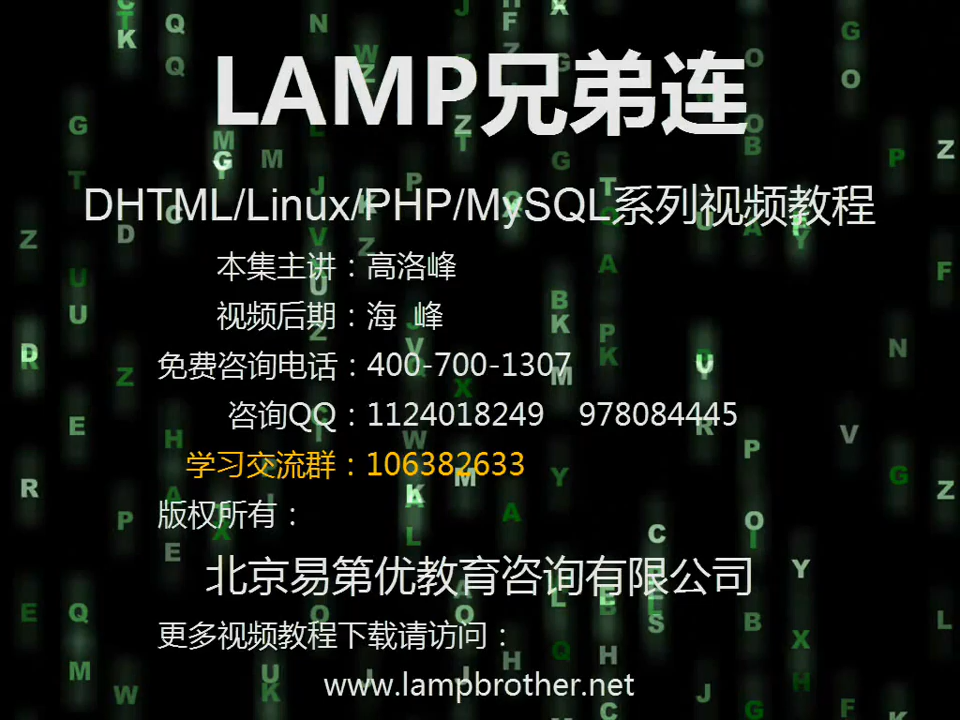 LAMP兄弟连
DHTML/Linux/PHP/MySQL系列视频教程
本集主讲：高洛峰
视频后期：海 峰
免费咨询电话：400-700-1307
咨询QQ：1124018249 978084445
学习交流群：106382633
版权所有：
北京易第优教育咨询有限公司
更多视频教程下载请访问：
www.lampbrother.net